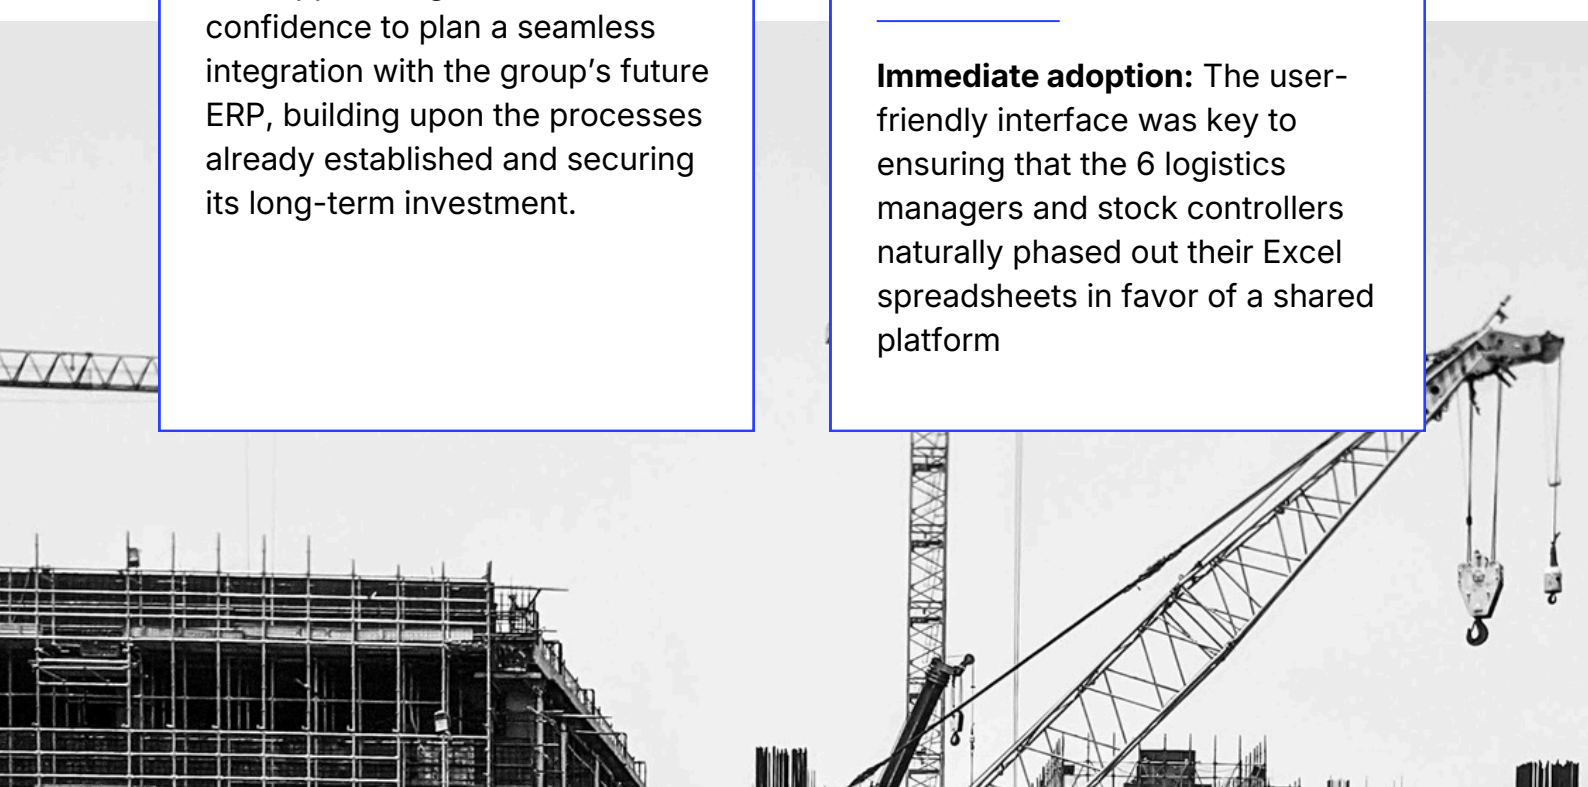 confidence to plan a seamless
integration with the group’s future
ERP, building upon the processes
already established and securing
its long-term investment.
Immediate adoption: The user-
friendly interface was key to
ensuring that the 6 logistics
managers and stock controllers
naturally phased out their Excel
spreadsheets in favor of a shared
platform